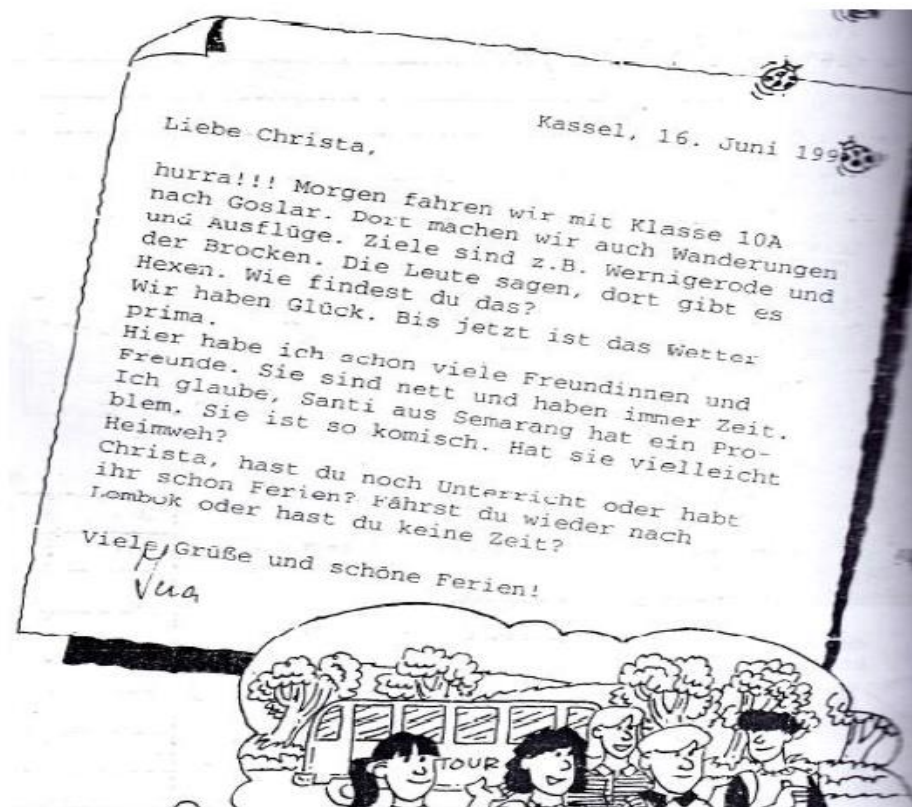 Kassel, 16. Juni 199
Liebe Christa,
hurra!!! Morgen fahren wir mit Klasse 10A
nach Goslar. Dort machen wir auch Wanderungen
und Ausflüge. Ziele sind z.B. Wernigerode und
der Brocken. Die Leute sagen, dort gibt es
Hexen. Wie findest du das?
Wir haben Glück. Bis jetzt ist das Wetter
prima.
Hier habe ich schon viele Freundinnen und
Freunde. Sie sind nett und haben immer Zeit.
Ich glaube, Santi aus Semarang hat ein Pro-
blem. Sie ist so komisch. Hat sie vielleicht
Heimweh?
Christa, hast du noch Unterricht oder habt
ihr schon Ferien? Fährst du wieder nach
Lombok oder hast du keine Zeit?
Viele Grüße und schöne Ferien!
Vera
TOUR